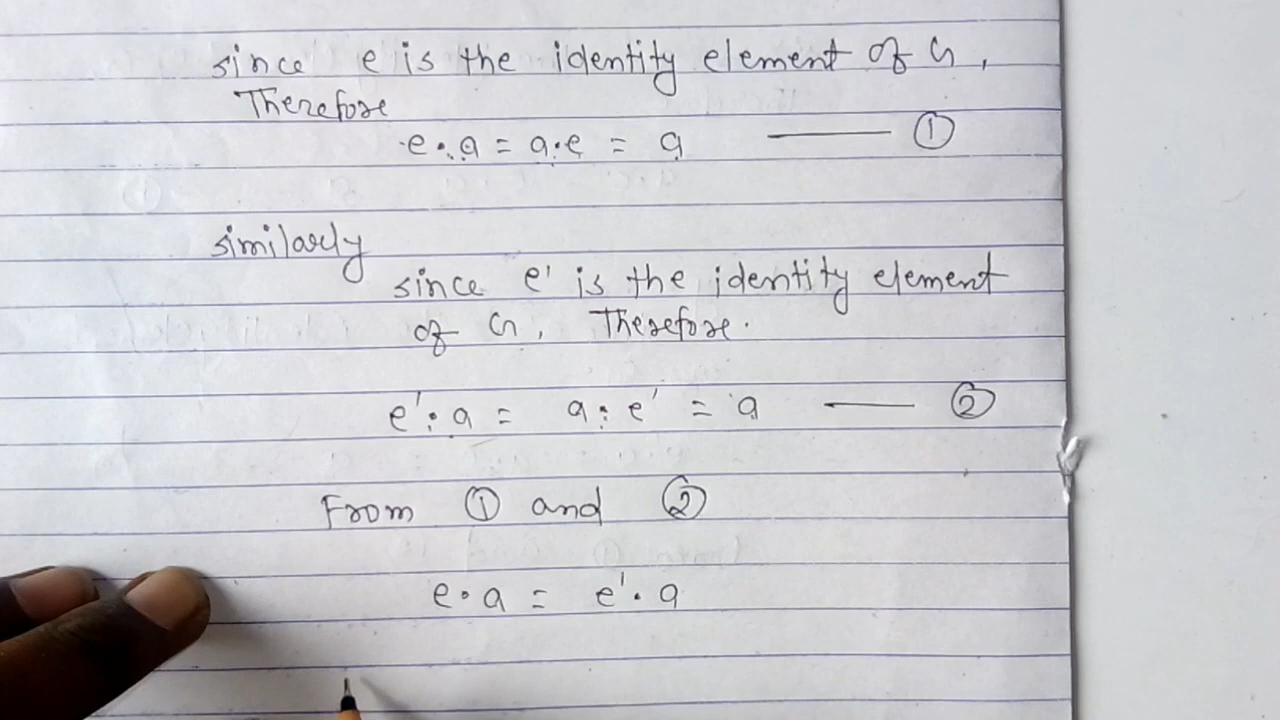 since e is the identity element of G,
Therefore
e·a = a·e = a —— ①
similarly
since e' is the identity element
of G, Therefore.
e'·a = a·e' = a —— ②
From ① and ②
e·a = e'·a